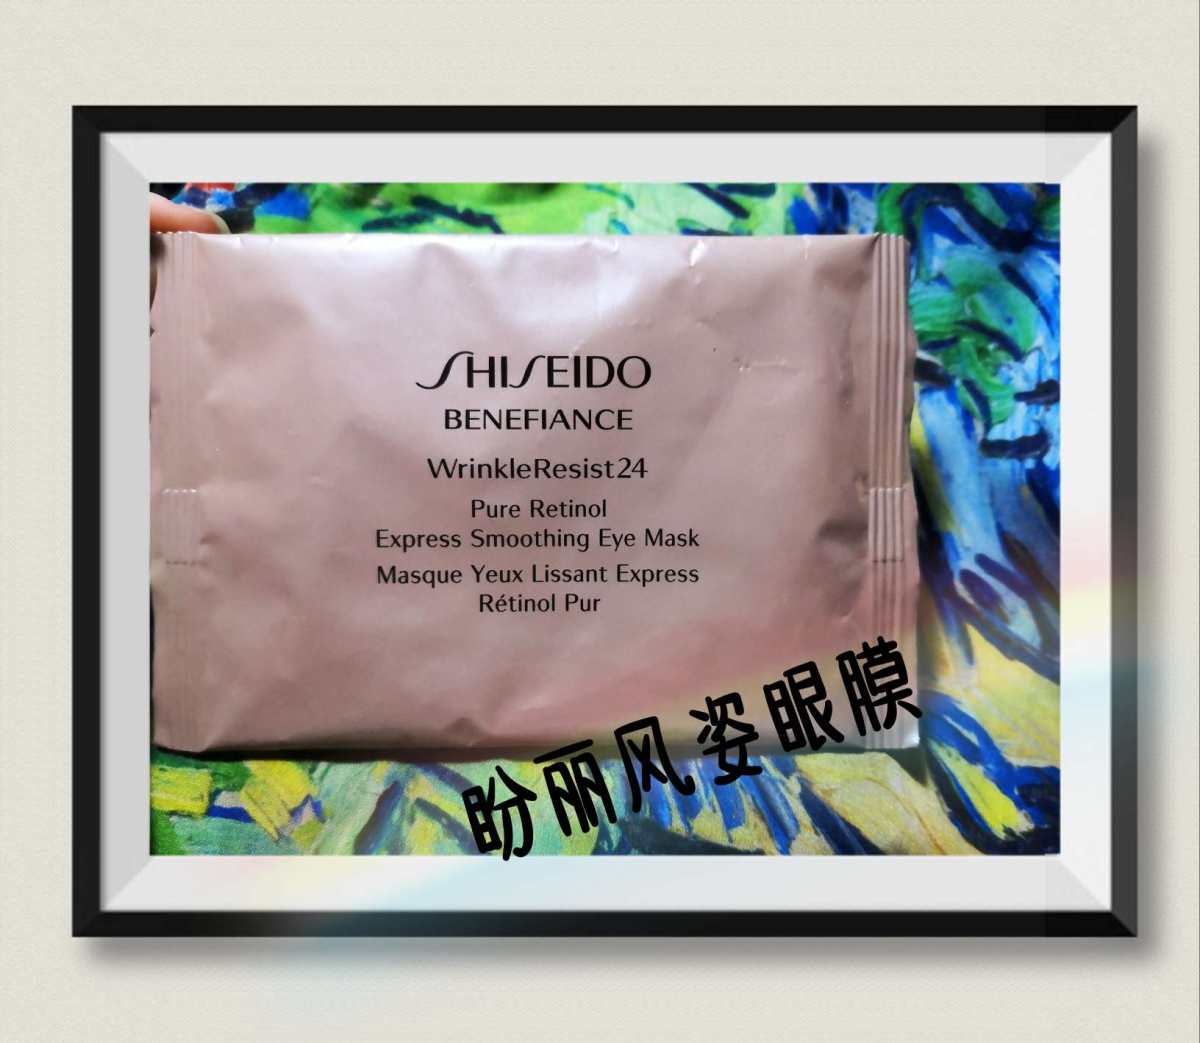 SHISEIDO
BENEFIANCE
WrinkleResist24
Pure Retinol
Express Smoothing Eye Mask
Masque Yeux Lissant Express
Rétinol Pur
盼丽风姿眼膜